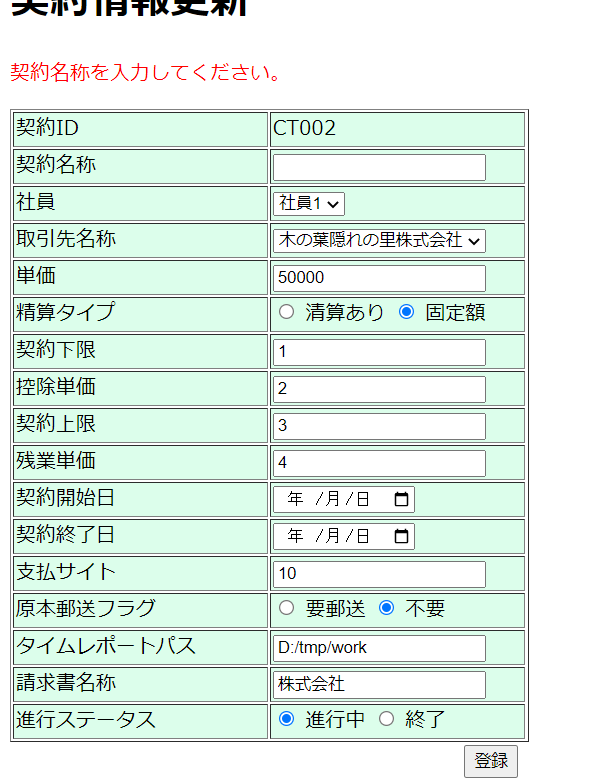 契約情報更新
契約名称を入力してください。
契約ID CT002
契約名称
社員 社員1
取引先名称 木の葉隠れの里株式会社
単価 50000
精算タイプ 清算あり 固定額
契約下限 1
控除単価 2
契約上限 3
残業単価 4
契約開始日 年 /月/日
契約終了日 年 /月/日
支払サイト 10
原本郵送フラグ 要郵送 不要
タイムレポートパス D:/tmp/work
請求書名称 株式会社
進行ステータス 進行中 終了
登録